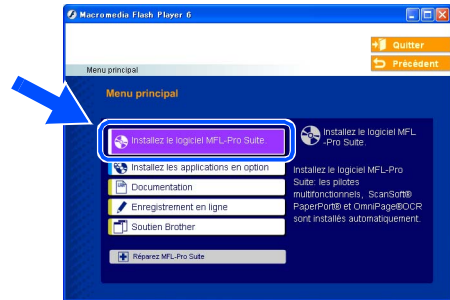 Macromedia Flash Player 6
Quitter
Précédent
Menu principal
Menu principal
Installez le logiciel MFL-Pro Suite.
Installez les applications en option
Documentation
Enregistrement en ligne
Soutien Brother
Réparez MFL-Pro Suite
Installez le logiciel MFL
-Pro Suite.
Installez le logiciel MFL-Pro
Suite: les pilotes
multifonctionnels, ScanSoft®
PaperPort® et OmniPage®OCR
sont installés automatiquement.